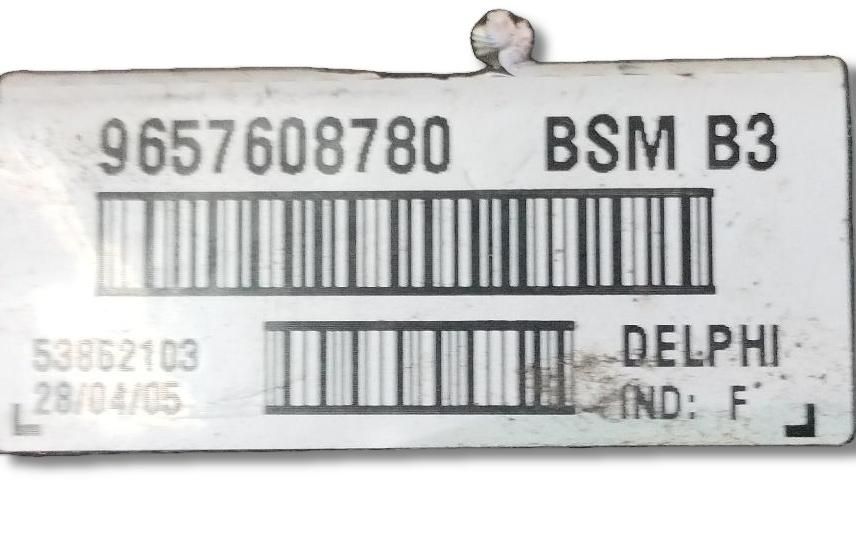 9657608780 BSM B3
53862103 DELPHI
28/04/05 IND: F